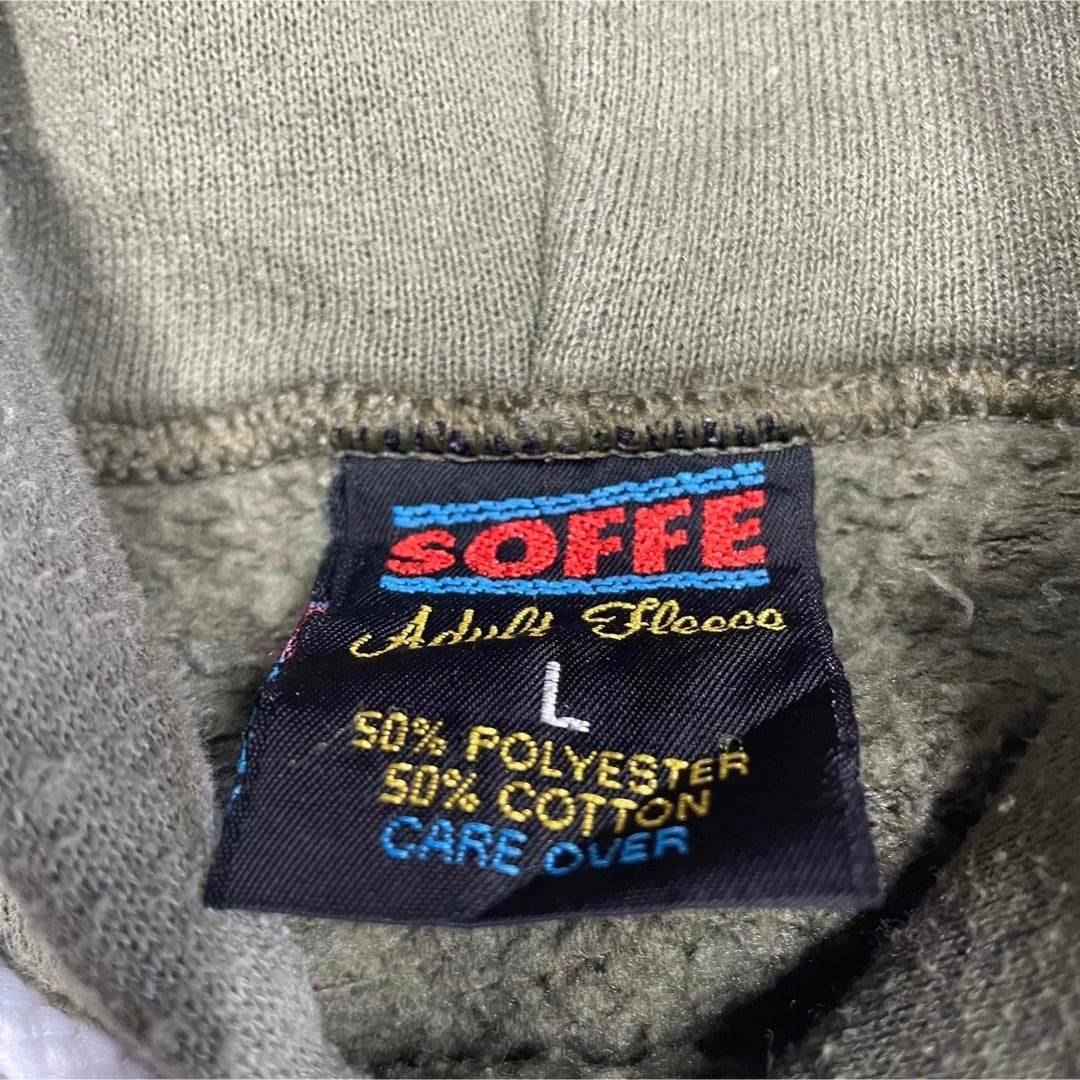 SOFFE
Adult Fleece
L
50% POLYESTER
50% COTTON
CARE OVER